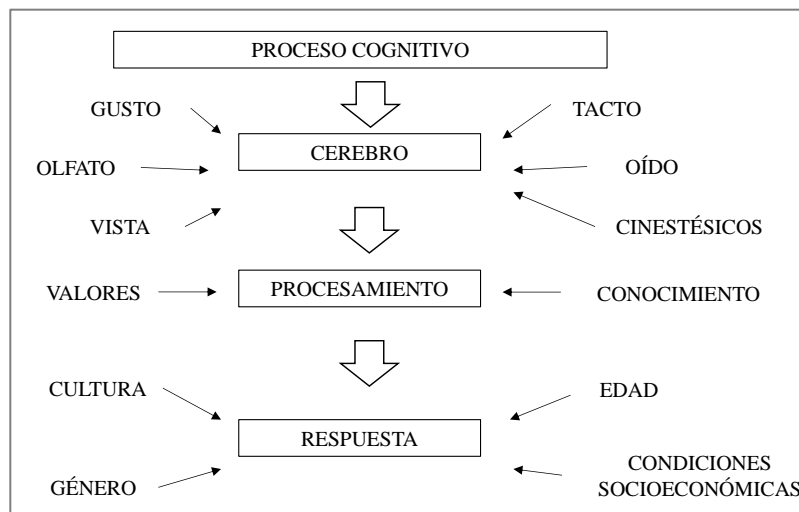 PROCESO COGNITIVO
GUSTO
TACTO
CEREBRO
OLFATO
OÍDO
VISTA
CINESTÉSICOS
VALORES
PROCESAMIENTO
CONOCIMIENTO
CULTURA
EDAD
RESPUESTA
GÉNERO
CONDICIONES
SOCIOECONÓMICAS